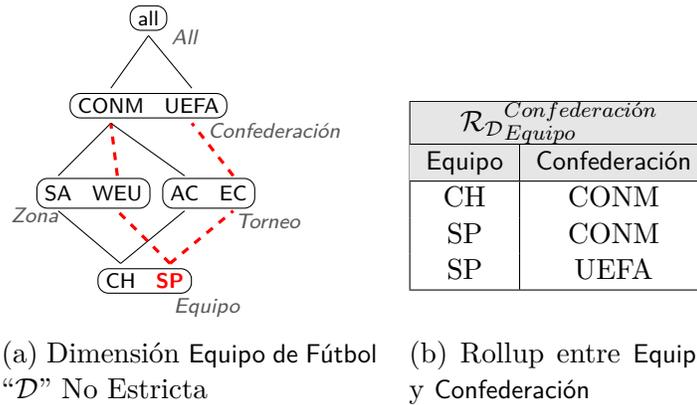 all
All
CONM UEFA
Confederación
SA WEU AC EC
Zona Torneo
CH SP
Equipo
(a) Dimensión Equipo de Fútbol
“𝒟” No Estricta
ℛ𝒟 Confederación Equipo
Equipo Confederación
CH CONM
SP CONM
SP UEFA
(b) Rollup entre Equip
y Confederación